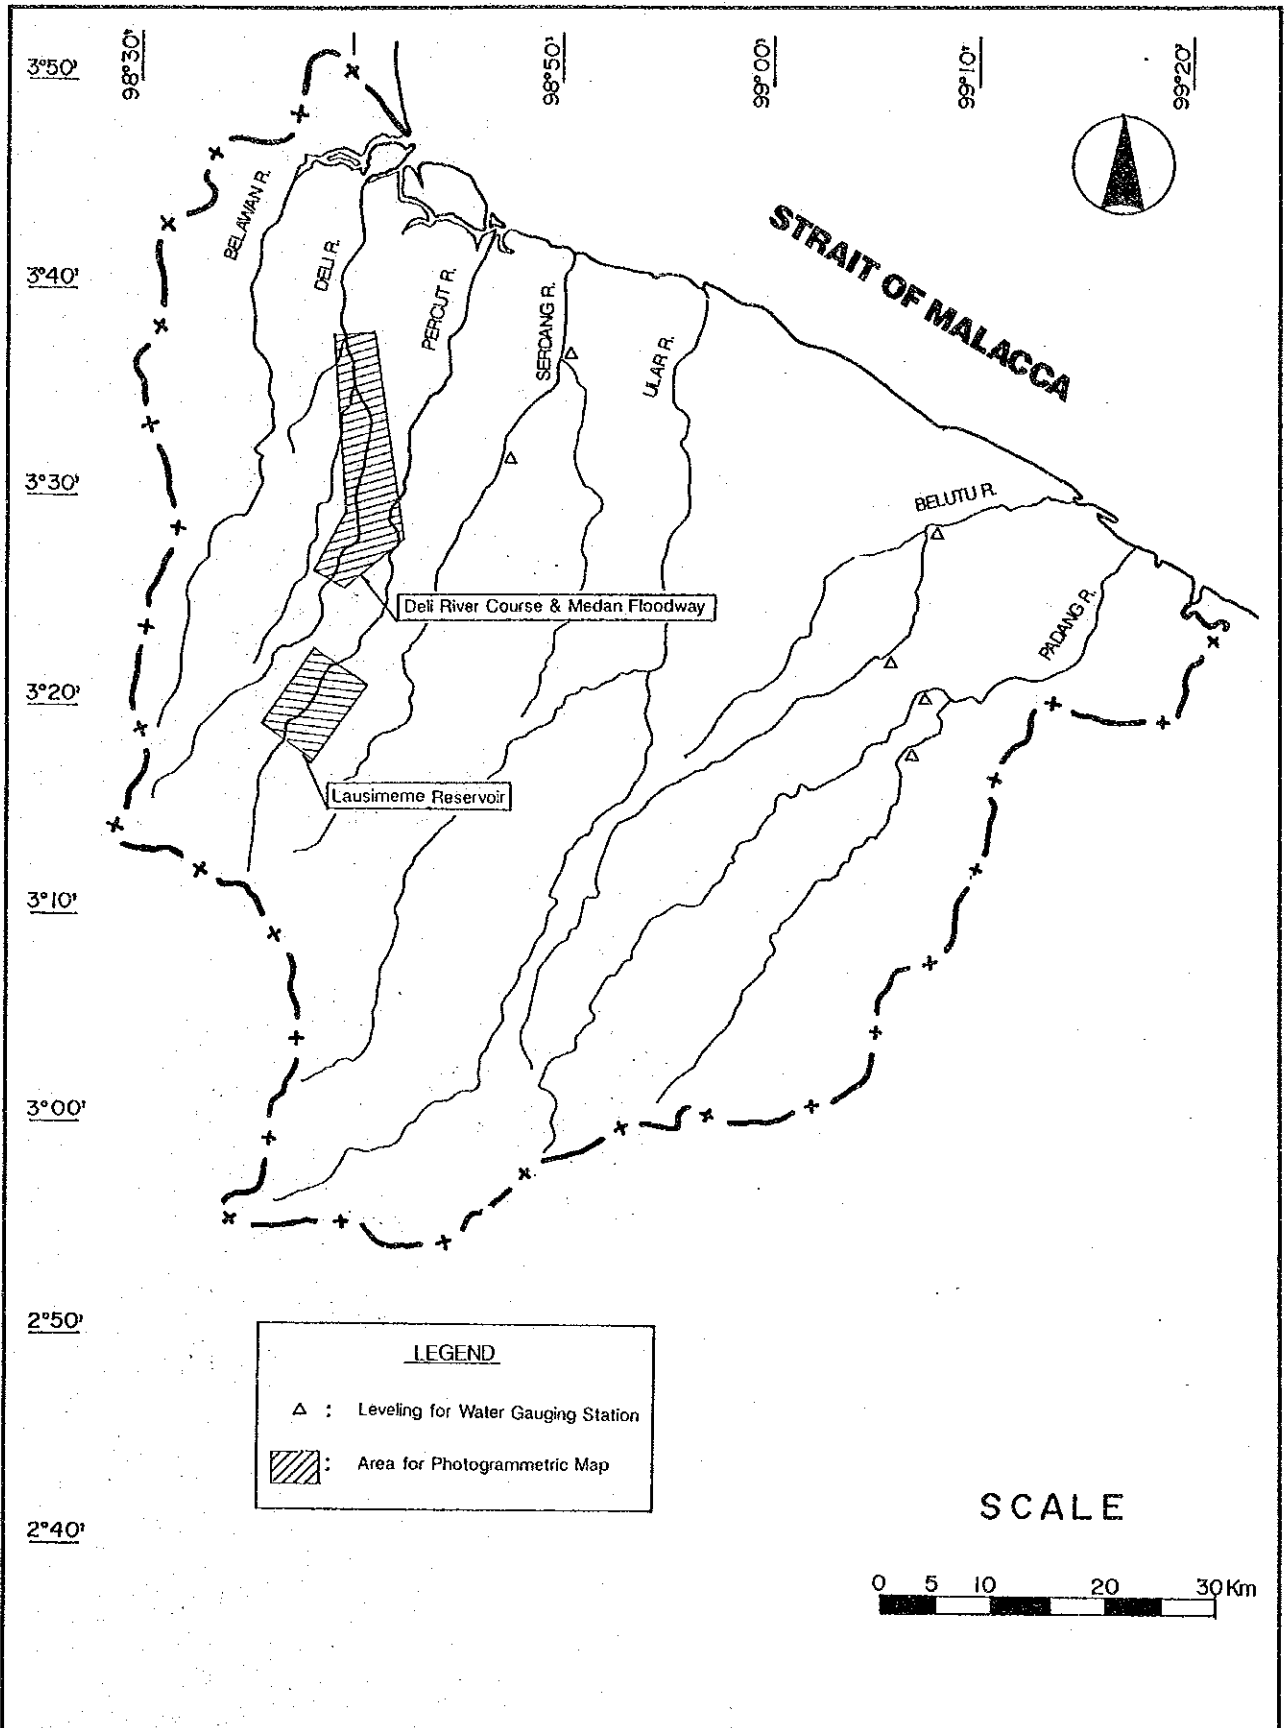 98°30'
98°50'
99°00'
99°10'
99°20'
3°50'
3°40'
3°30'
3°20'
3°10'
3°00'
2°50'
2°40'
BELAWAN R.
DELI R.
PERCUT R.
SERDANG R.
ULAR R.
STRAIT OF MALACCA
BELUTU R.
PADANG R.
Deli River Course & Medan Floodway
Lausimeme Reservoir
LEGEND
: Leveling for Water Gauging Station
: Area for Photogrammetric Map
SCALE
0 5 10 20 30 Km